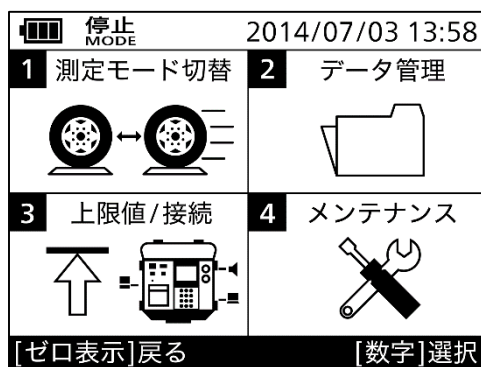 停止 MODE 2014/07/03 13:58
1 測定モード切替 2 データ管理
3 上限値/接続 4 メンテナンス
[ゼロ表示]戻る [数字]選択